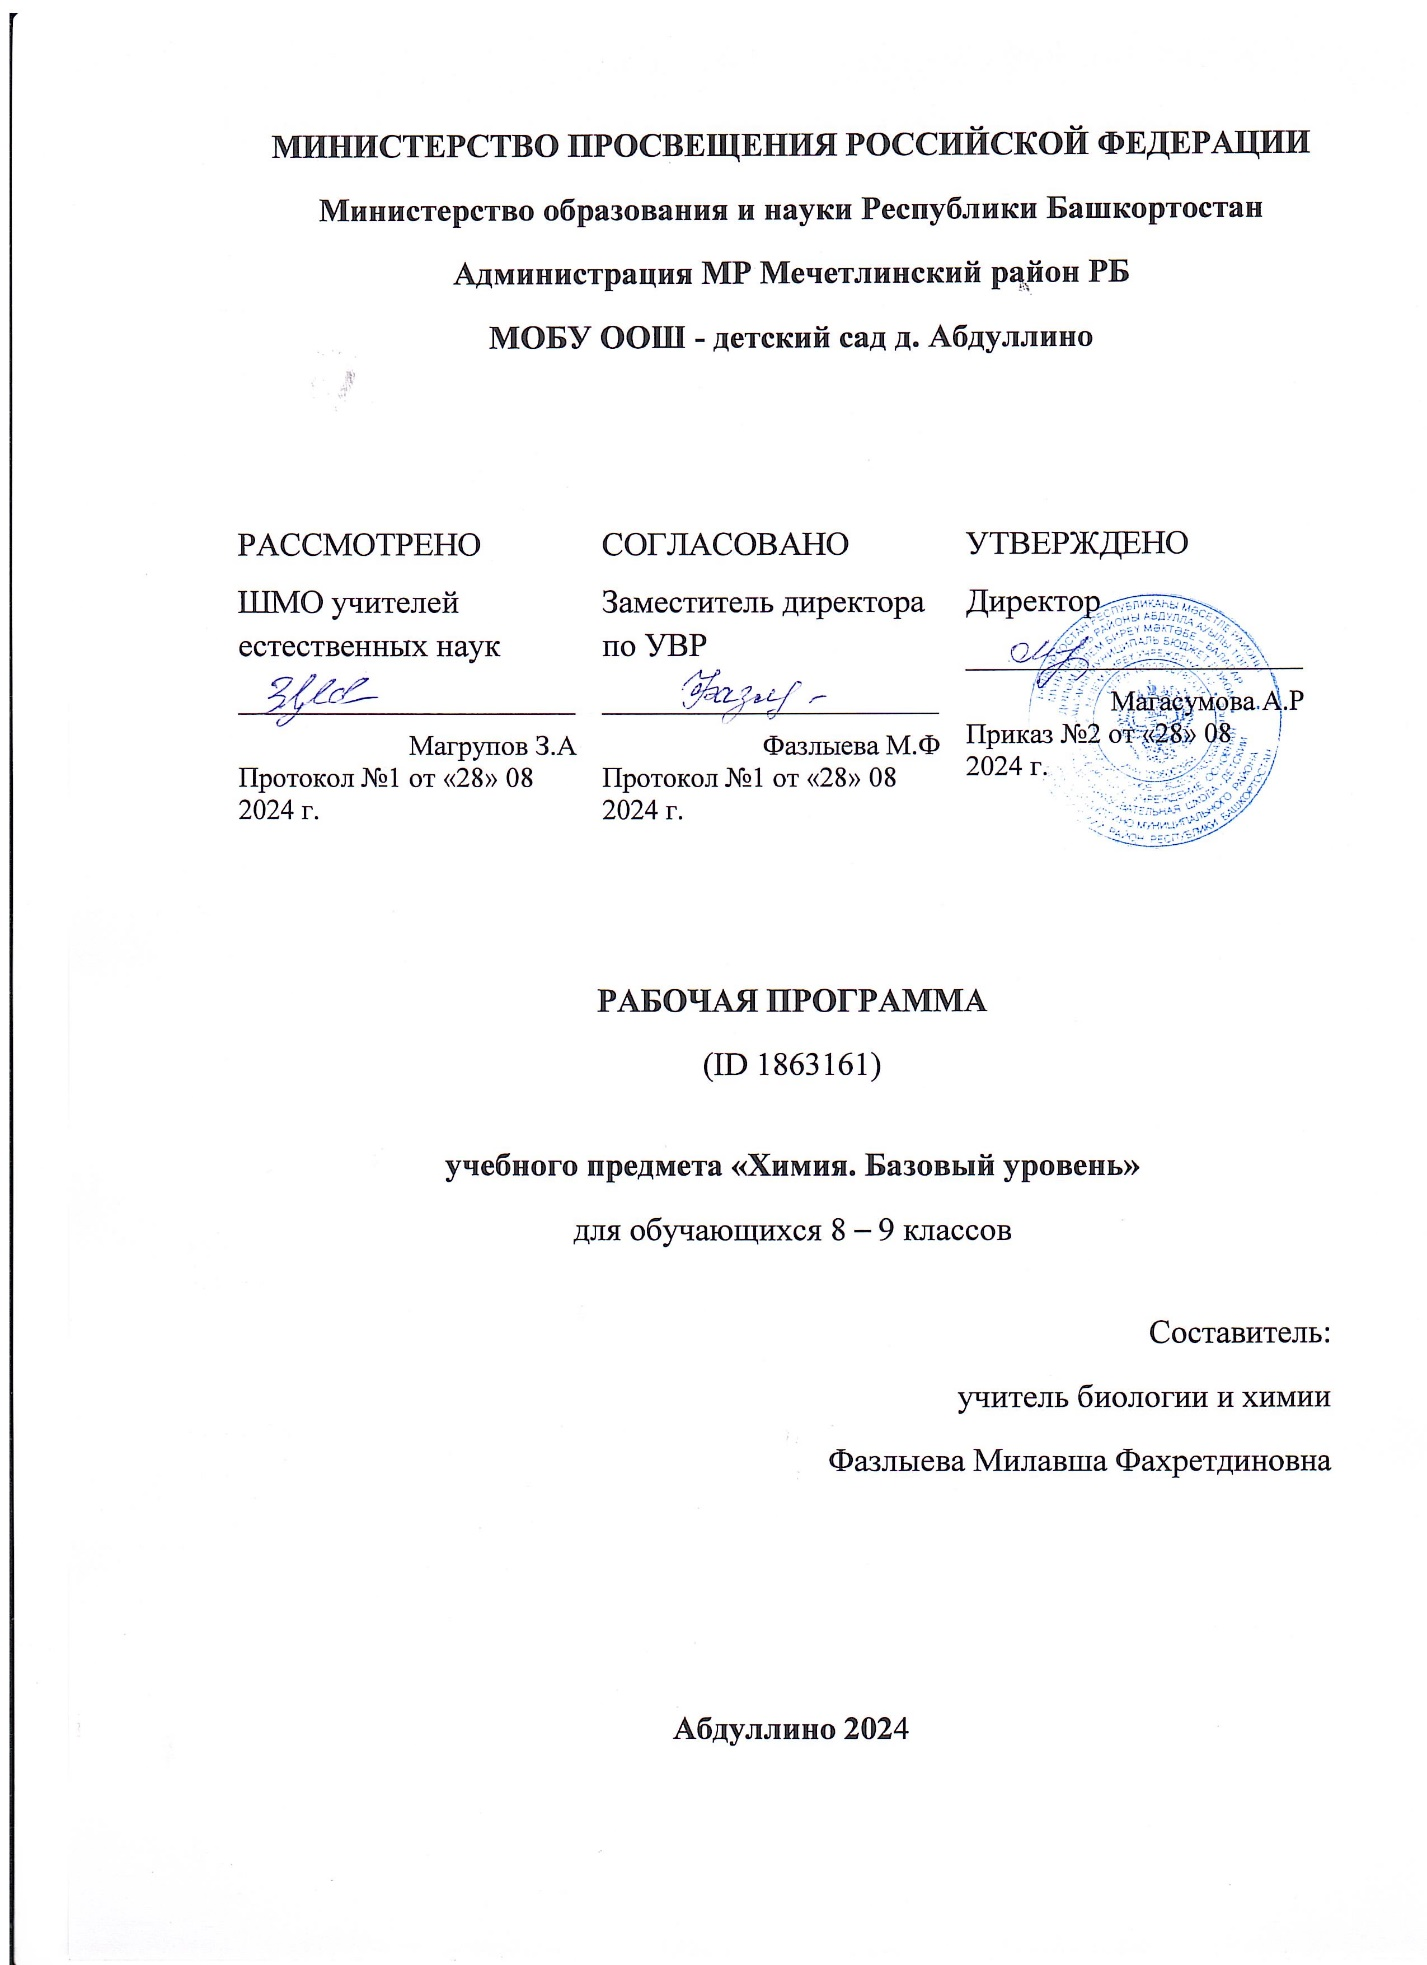 МИНИСТЕРСТВО ПРОСВЕЩЕНИЯ РОССИЙСКОЙ ФЕДЕРАЦИИ
Министерство образования и науки Республики Башкортостан
Администрация МР Мечетлинский район РБ
МОБУ ООШ - детский сад д. Абдуллино
РАССМОТРЕНО
ШМО учителей
естественных наук
Магрупов З.А
Протокол №1 от «28» 08
2024 г.
СОГЛАСОВАНО
Заместитель директора
по УВР
Фазлыева М.Ф
Протокол №1 от «28» 08
2024 г.
УТВЕРЖДЕНО
Директор
Магасумова А.Р
Приказ №2 от «28» 08
2024 г.
РАБОЧАЯ ПРОГРАММА
(ID 1863161)
учебного предмета «Химия. Базовый уровень»
для обучающихся 8 – 9 классов
Составитель:
учитель биологии и химии
Фазлыева Милавша Фахретдиновна
Абдуллино 2024